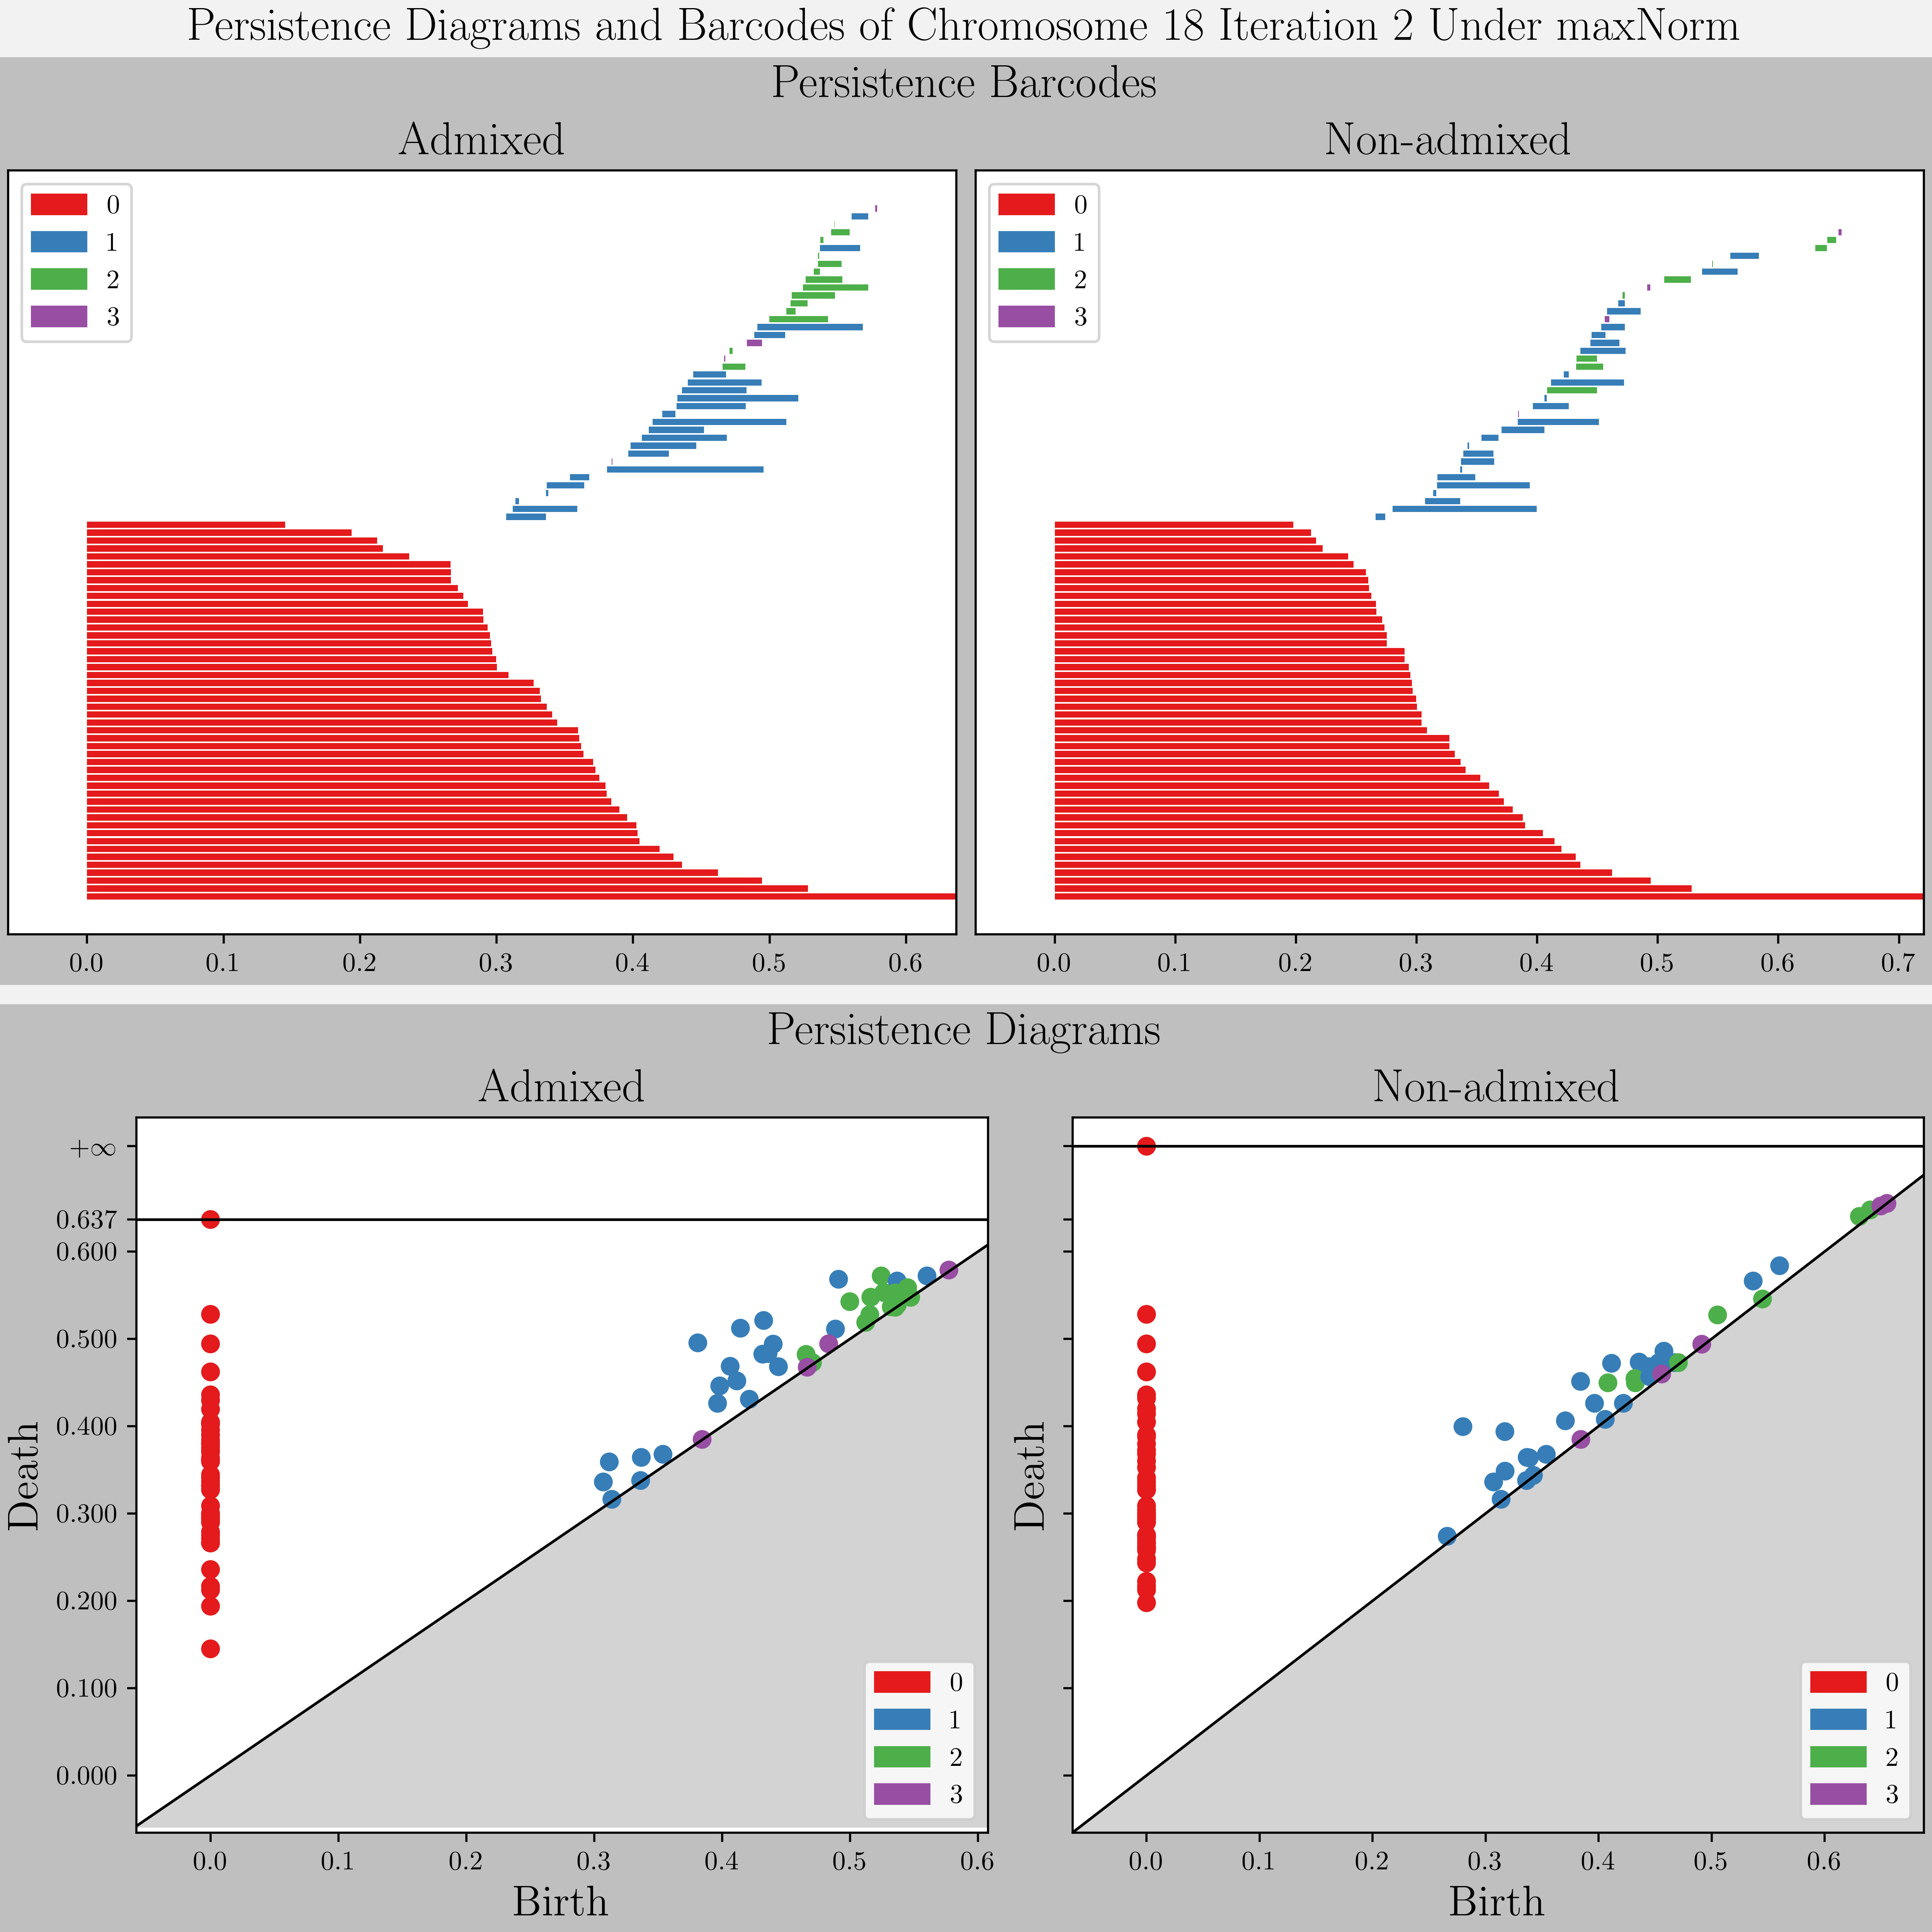 Persistence Diagrams and Barcodes of Chromosome 18 Iteration 2 Under maxNorm
Persistence Barcodes
Admixed
Non-admixed
0
1
2
3
0
1
2
3
0.0 0.1 0.2 0.3 0.4 0.5 0.6
0.0 0.1 0.2 0.3 0.4 0.5 0.6 0.7
Persistence Diagrams
Admixed
Non-admixed
+∞
0.637
0.600
0.500
0.400
0.300
0.200
0.100
0.000
Death
Death
0
1
2
3
0
1
2
3
0.0 0.1 0.2 0.3 0.4 0.5 0.6
0.0 0.1 0.2 0.3 0.4 0.5 0.6
Birth
Birth